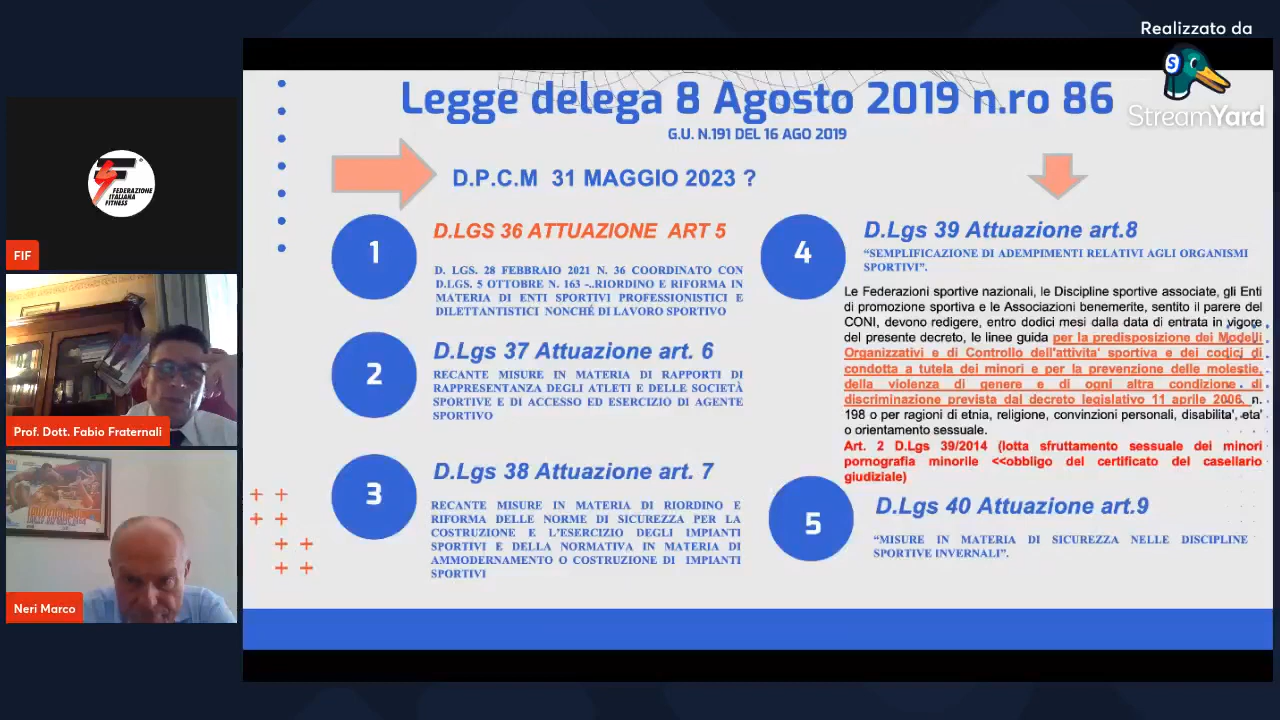 Realizzato da
StreamYard
FEDERAZIONE
ITALIANA
FITNESS
FIF
Prof. Dott. Fabio Fraternali
Neri Marco
Legge delega 8 Agosto 2019 n.ro 86
G.U. N.191 DEL 16 AGO 2019
D.P.C.M 31 MAGGIO 2023 ?
1
D.LGS 36 ATTUAZIONE ART 5
D. LGS. 28 FEBBRAIO 2021 N. 36 COORDINATO CON
D.LGS. 5 OTTOBRE N. 163 -..RIORDINO E RIFORMA IN
MATERIA DI ENTI SPORTIVI PROFESSIONISTICI E
DILETTANTISTICI NONCHÉ DI LAVORO SPORTIVO
2
D.Lgs 37 Attuazione art. 6
RECANTE MISURE IN MATERIA DI RAPPORTI DI
RAPPRESENTANZA DEGLI ATLETI E DELLE SOCIETÀ
SPORTIVE E DI ACCESSO ED ESERCIZIO DI AGENTE
SPORTIVO
3
D.Lgs 38 Attuazione art. 7
RECANTE MISURE IN MATERIA DI RIORDINO E
RIFORMA DELLE NORME DI SICUREZZA PER LA
COSTRUZIONE E L'ESERCIZIO DEGLI IMPIANTI
SPORTIVI E DELLA NORMATIVA IN MATERIA DI
AMMODERNAMENTO O COSTRUZIONE DI IMPIANTI
SPORTIVI
4
D.Lgs 39 Attuazione art.8
“SEMPLIFICAZIONE DI ADEMPIMENTI RELATIVI AGLI ORGANISMI
SPORTIVI”.
Le Federazioni sportive nazionali, le Discipline sportive associate, gli Enti
di promozione sportiva e le Associazioni benemerite, sentito il parere del
CONI, devono redigere, entro dodici mesi dalla data di entrata in vigore
del presente decreto, le linee guida per la predisposizione dei Modelli
Organizzativi e di Controllo dell'attivita' sportiva e dei codici di
condotta a tutela dei minori e per la prevenzione delle molestie,
della violenza di genere e di ogni altra condizione di
discriminazione prevista dal decreto legislativo 11 aprile 2006, n.
198 o per ragioni di etnia, religione, convinzioni personali, disabilita', eta'
o orientamento sessuale.
Art. 2 D.Lgs 39/2014 (lotta sfruttamento sessuale dei minori
pornografia minorile <<obbligo del certificato del casellario
giudiziale)
5
D.Lgs 40 Attuazione art.9
“MISURE IN MATERIA DI SICUREZZA NELLE DISCIPLINE
SPORTIVE INVERNALI”.